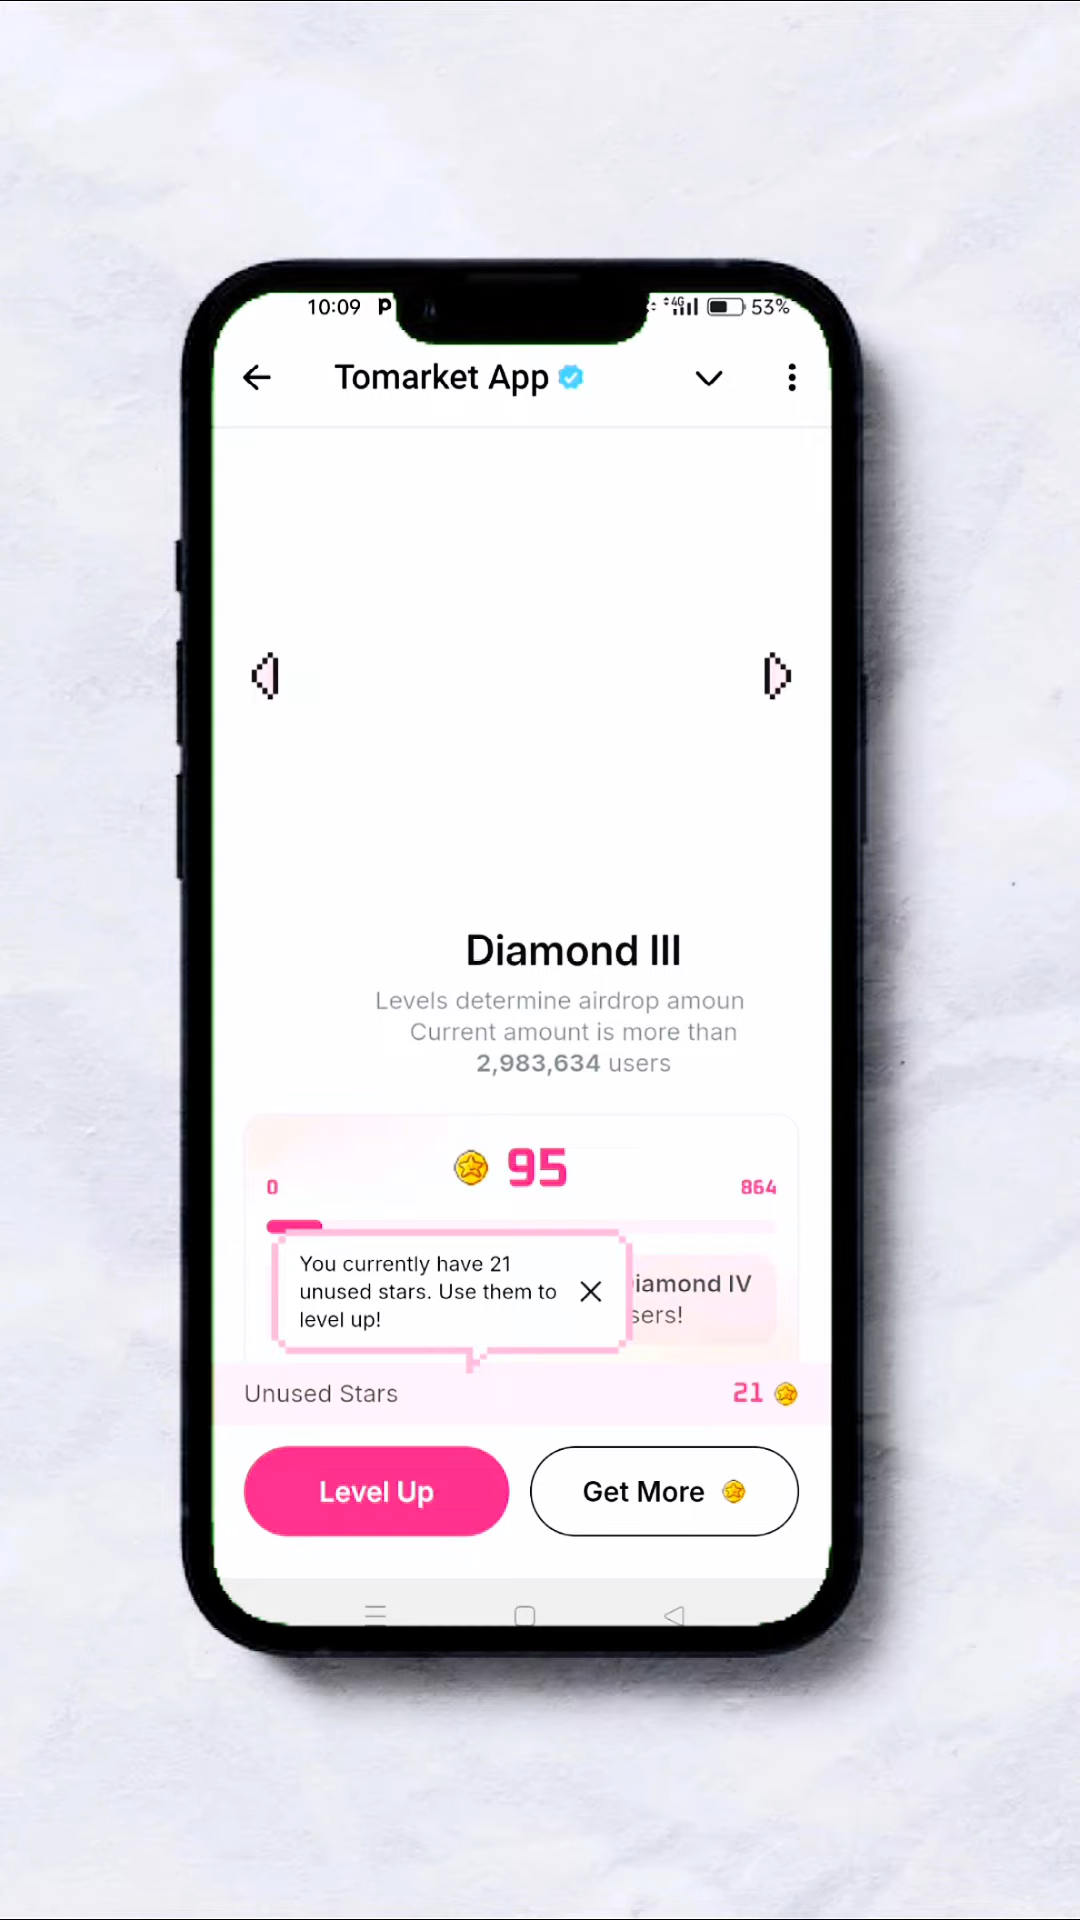 10:09 P 4G 53%
Tomarket App
Diamond III
Levels determine airdrop amoun
Current amount is more than
2,983,634 users
95
0 864
You currently have 21
unused stars. Use them to
level up!
iamond IV
sers!
Unused Stars 21
Level Up Get More